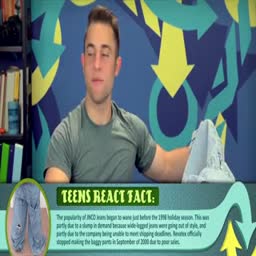 TEENS REACT FACT:
The popularity of JNCO Jeans began to wane just before the 1998 holiday season. This was
partly due to a slump in demand because wide-legged jeans were going out of style, and
partly due to the company being unable to meet shipping deadlines. Revatex officially
stopped making the baggy pants in September of 2000 due to poor sales.